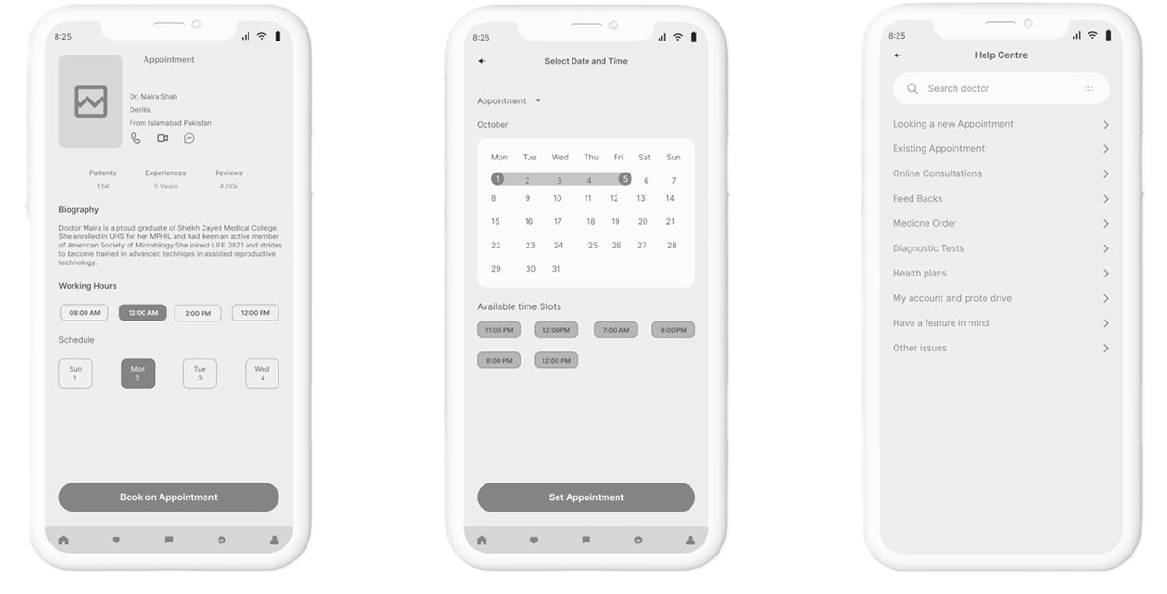 8:25
Appointment
Dr. Naira Shah
Dentis
From Islamabad Pakistan
Patients Experiences Reviews
15K 5 Years 4.00k
Biography
Doctor Maira is a proud graduate of Sheikh Zayed Medical College.
She enrolled in UHS for her MPHIL and had been an active member
of American Society of Microbiology She joined LIFE 2021 and strides
to become trained in advanced techniqes in assisted reproductive
technology.
Working Hours
08:00 AM 12:00 AM 2:00 PM 12:00 PM
Schedule
Sun Mor Tue Wed
1 2 3 4
Book on Appointment
8:25
Select Date and Time
Appointment
October
Mon Tue Wed Thu Fri Sat Sun
1 2 3 4 5 6 7
8 9 10 11 12 13 14
15 16 17 18 19 20 21
22 23 24 25 26 27 28
29 30 31
Available time Slots
11:00 PM 12:00PM 7:00 AM 9:00PM
8:00 PM 12:00 PM
Set Appointment
8:25
Help Centre
Search doctor
Looking a new Appointment
Existing Appointment
Online Consultations
Feed Backs
Medicne Order
Diagnostic Tests
Health plans
My account and proto drive
Have a feature in mind
Other issues